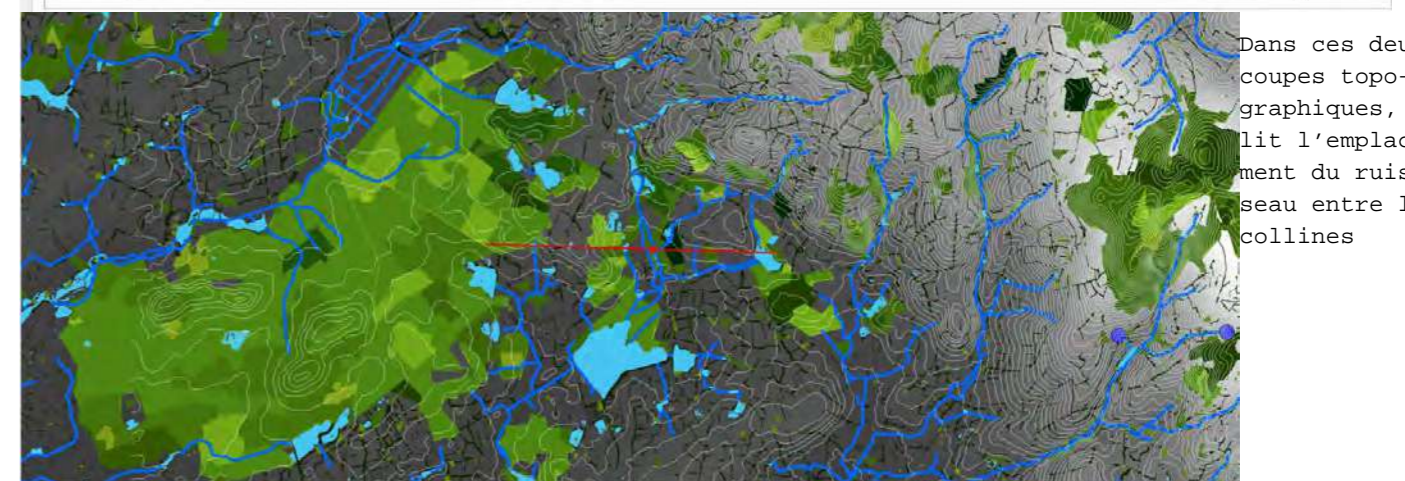 Dans ces deu
coupes topo-
graphiques,
lit l'emplac
ment du ruis
seau entre l
collines